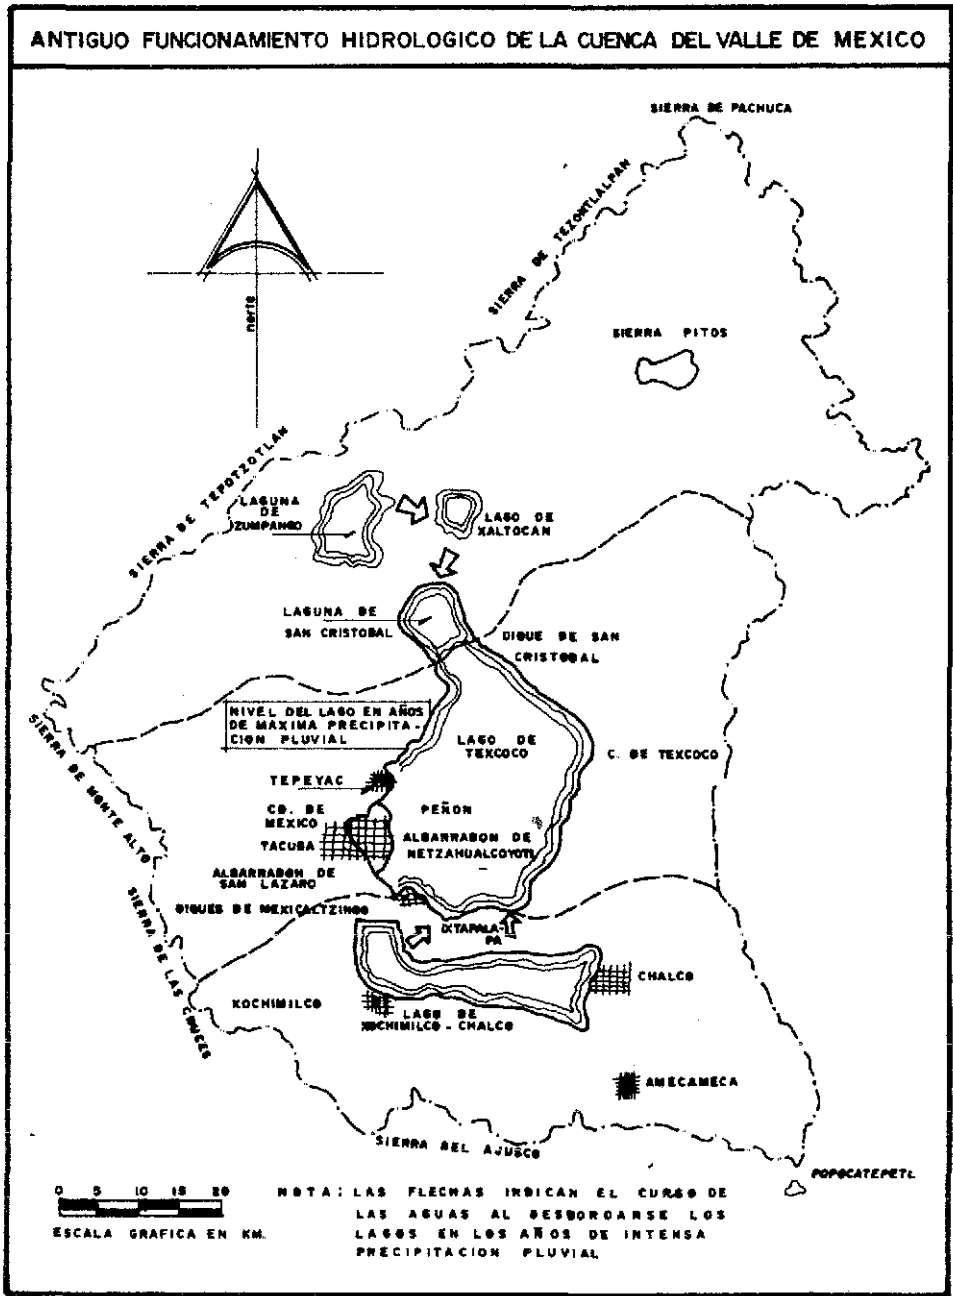 ANTIGUO FUNCIONAMIENTO HIDROLOGICO DE LA CUENCA DEL VALLE DE MEXICO
SIERRA DE PACHUCA
SIERRA DE TEZONTLALPAN
norte
SIERRA PITOS
SIERRA DE TEPOTZOTLAN
LAGUNA
DE
ZUMPANGO
LAGO DE
XALTOCAN
LAGUNA DE
SAN CRISTOBAL
DIQUE DE SAN
CRISTOBAL
NIVEL DEL LAGO EN AÑOS
DE MAXIMA PRECIPITA-
CION PLUVIAL
LAGO DE
TEXCOCO
C. DE TEXCOCO
SIERRA DE MONTE ALTO
TEPEYAC
CD. DE
MEXICO
TACUBA
PEÑON
ALBARRADON DE
NETZAHUALCOYOTL
ALBARRADON DE
SAN LAZARO
DIQUES DE MEXICALTZINGO
IXTAPALA-
PA
SIERRA DE LAS CRUCES
CHALCO
XOCHIMILCO
LAGO DE
XOCHIMILCO - CHALCO
AMECAMECA
SIERRA DEL AJUSCO
POPOCATEPETL
0 5 10 15 20
ESCALA GRAFICA EN KM.
NOTA: LAS FLECHAS INDICAN EL CURSO DE
LAS AGUAS AL DESBORDARSE LOS
LAGOS EN LOS AÑOS DE INTENSA
PRECIPITACION PLUVIAL